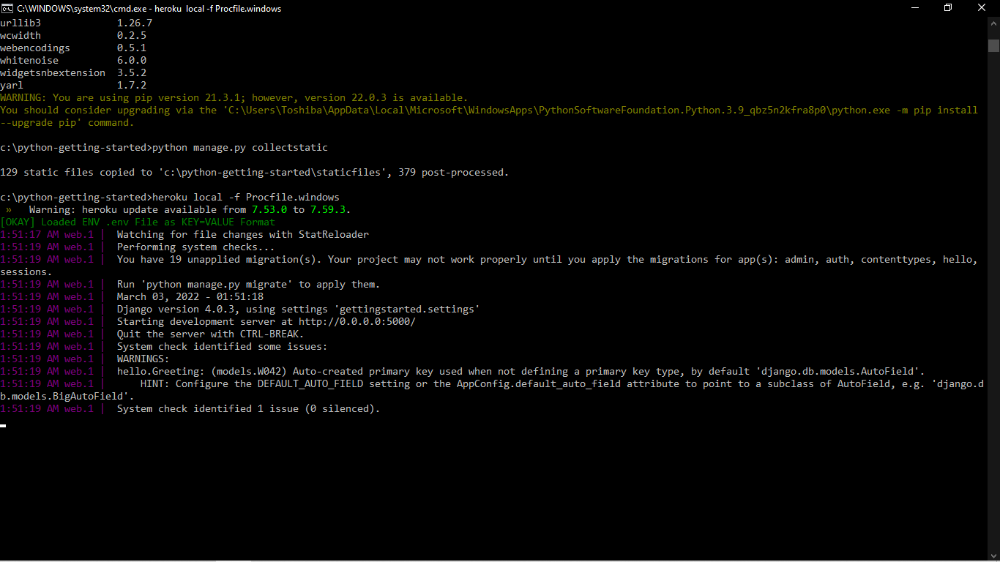 C:\WINDOWS\system32\cmd.exe - heroku  local -f Procfile.windows
urllib3             1.26.7
wcwidth             0.2.5
webencodings        0.5.1
whitenoise          6.0.0
widgetsnbextension  3.5.2
yarl                1.7.2
WARNING: You are using pip version 21.3.1; however, version 22.0.3 is available.
You should consider upgrading via the 'C:\Users\Toshiba\AppData\Local\Microsoft\WindowsApps\PythonSoftwareFoundation.Python.3.9_qbz5n2kfra8p0\python.exe -m pip install
--upgrade pip' command.
c:\python-getting-started>python manage.py collectstatic
129 static files copied to 'c:\python-getting-started\staticfiles', 379 post-processed.
c:\python-getting-started>heroku local -f Procfile.windows
 »   Warning: heroku update available from 7.53.0 to 7.59.3.
[OKAY] Loaded ENV .env File as KEY=VALUE Format
1:51:17 AM web.1 |  Watching for file changes with StatReloader
1:51:19 AM web.1 |  Performing system checks...
1:51:19 AM web.1 |  You have 19 unapplied migration(s). Your project may not work properly until you apply the migrations for app(s): admin, auth, contenttypes, hello,
sessions.
1:51:19 AM web.1 |  Run 'python manage.py migrate' to apply them.
1:51:19 AM web.1 |  March 03, 2022 - 01:51:18
1:51:19 AM web.1 |  Django version 4.0.3, using settings 'gettingstarted.settings'
1:51:19 AM web.1 |  Starting development server at http://0.0.0.0:5000/
1:51:19 AM web.1 |  Quit the server with CTRL-BREAK.
1:51:19 AM web.1 |  System check identified some issues:
1:51:19 AM web.1 |  WARNINGS:
1:51:19 AM web.1 |  hello.Greeting: (models.W042) Auto-created primary key used when not defining a primary key type, by default 'django.db.models.AutoField'.
1:51:19 AM web.1 |      HINT: Configure the DEFAULT_AUTO_FIELD setting or the AppConfig.default_auto_field attribute to point to a subclass of AutoField, e.g. 'django.d
b.models.BigAutoField'.
1:51:19 AM web.1 |  System check identified 1 issue (0 silenced).